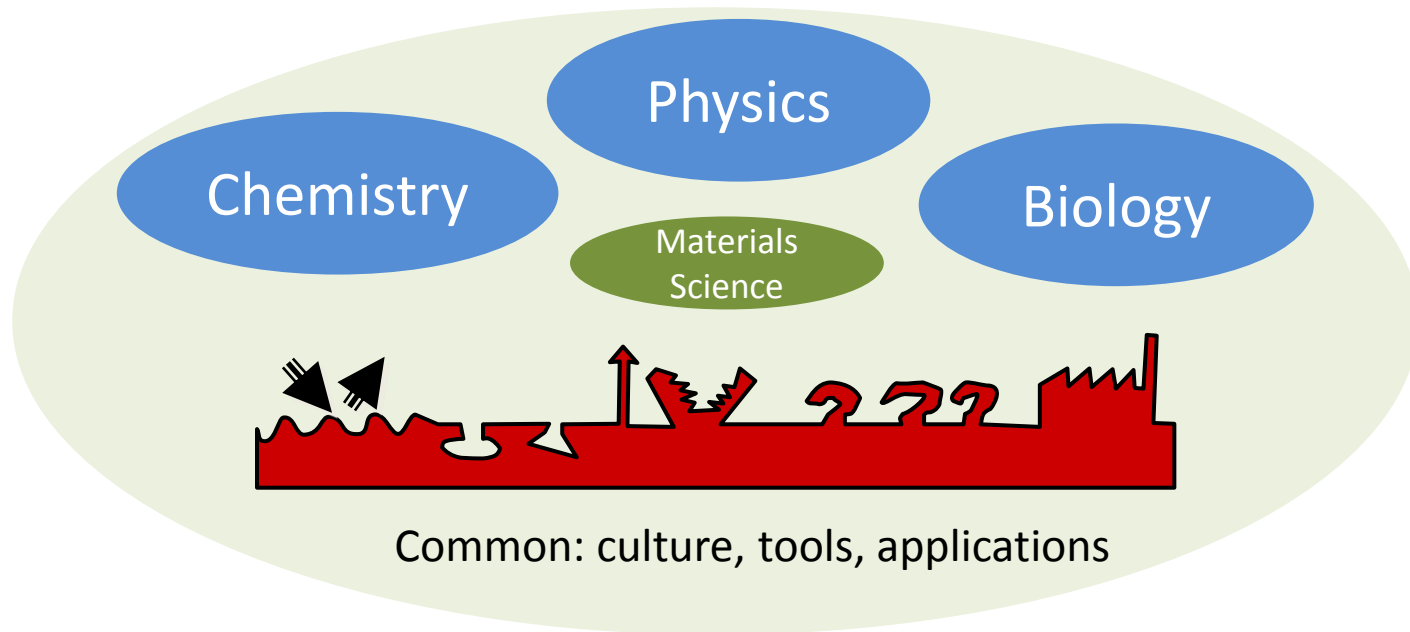 Physics
Chemistry
Biology
Materials
Science
Common: culture, tools, applications